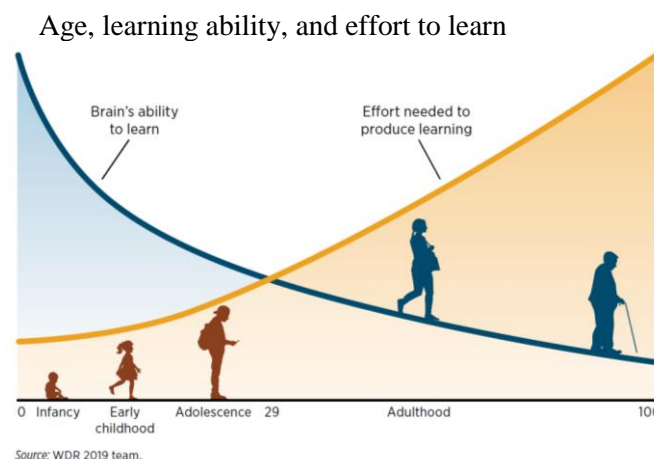 Age, learning ability, and effort to learn
Brain's ability
to learn
Effort needed to
produce learning
0 Infancy Early
childhood Adolescence 29 Adulthood 100
Source: WDR 2019 team.